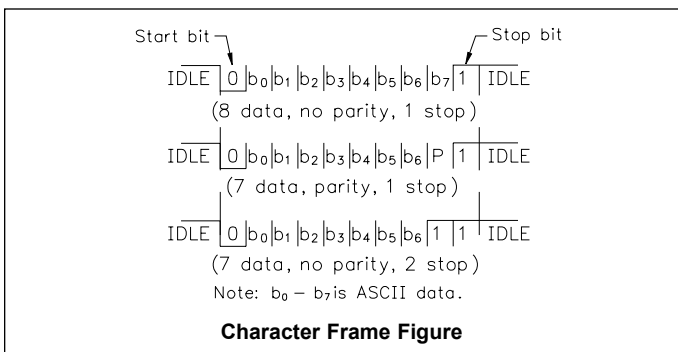 Start bit Stop bit
IDLE 0 b₀ b₁ b₂ b₃ b₄ b₅ b₆ b₇ 1 IDLE
(8 data, no parity, 1 stop)
IDLE 0 b₀ b₁ b₂ b₃ b₄ b₅ b₆ P 1 IDLE
(7 data, parity, 1 stop)
IDLE 0 b₀ b₁ b₂ b₃ b₄ b₅ b₆ 1 1 IDLE
(7 data, no parity, 2 stop)
Note: b₀ – b₇ is ASCII data.
Character Frame Figure